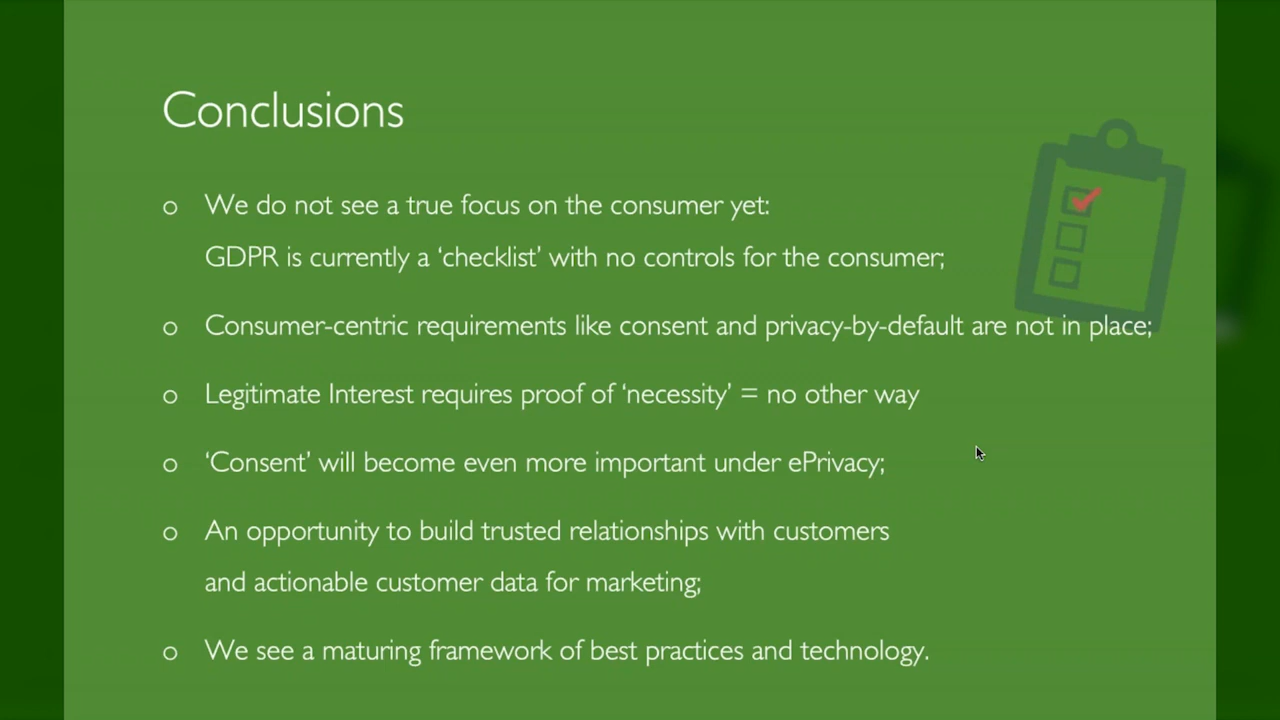 Conclusions
o We do not see a true focus on the consumer yet:
GDPR is currently a ‘checklist’ with no controls for the consumer;
o Consumer-centric requirements like consent and privacy-by-default are not in place;
o Legitimate Interest requires proof of ‘necessity’ = no other way
o ‘Consent’ will become even more important under ePrivacy;
o An opportunity to build trusted relationships with customers
and actionable customer data for marketing;
o We see a maturing framework of best practices and technology.